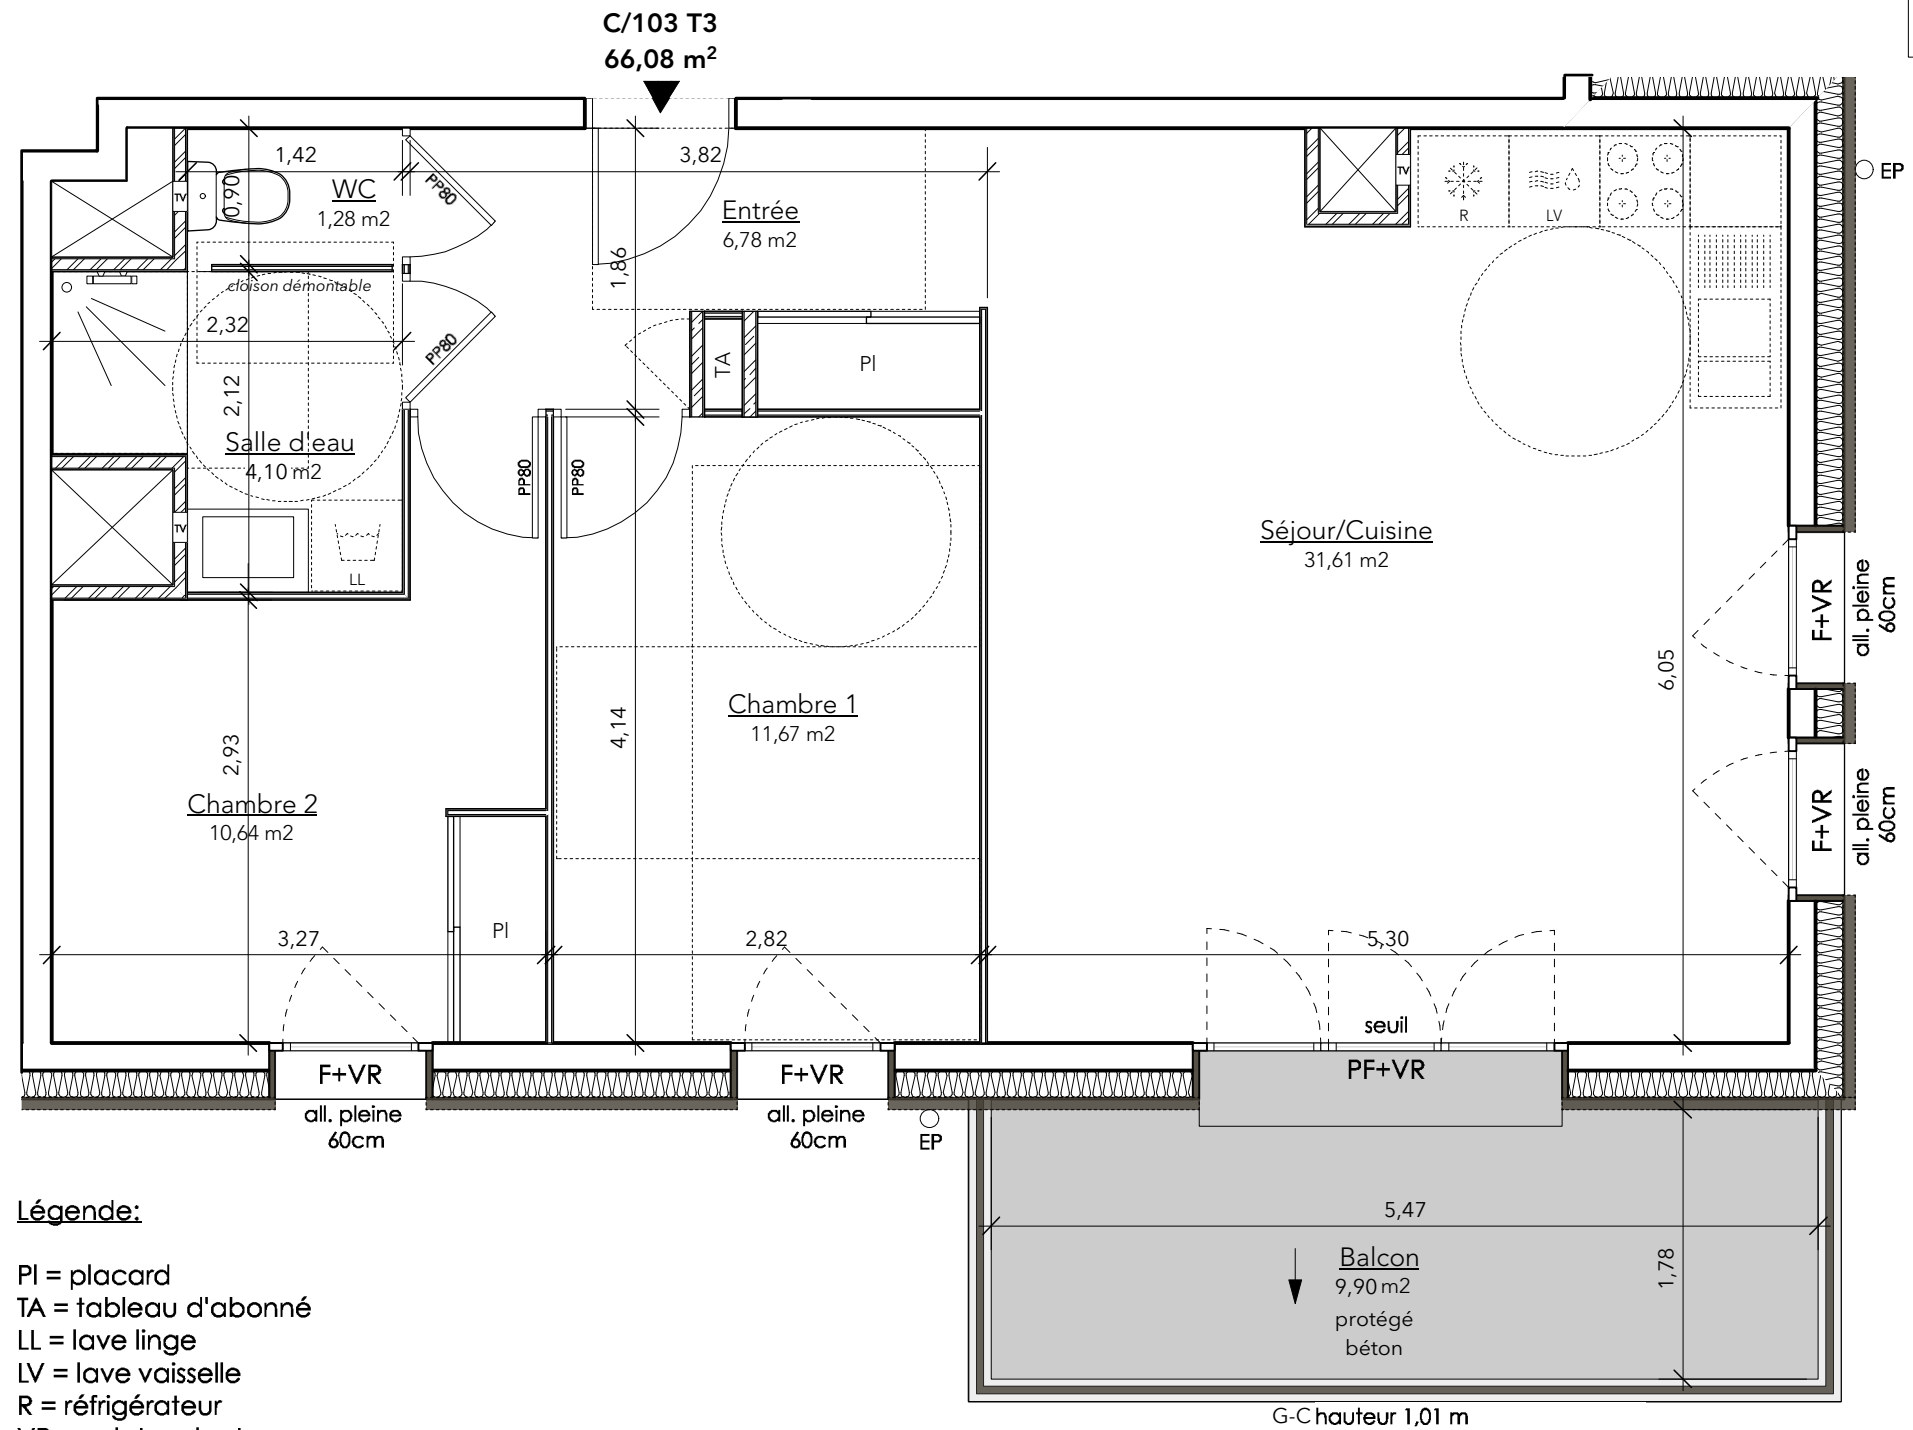 C/103 T3
66,08 m²
1,42
3,82
WC
1,28 m2
0,90
TV
PP80
Entrée
6,78 m2
1,86
TV
R
LV
EP
cloison démontable
2,32
PP80
2,12
TA
Pl
Salle d'eau
4,10 m2
PP80
PP80
TV
LL
Séjour/Cuisine
31,61 m2
F+VR
all. pleine
60cm
6,05
2,93
4,14
Chambre 1
11,67 m2
Chambre 2
10,64 m2
F+VR
all. pleine
60cm
Pl
3,27
2,82
5,30
seuil
F+VR
F+VR
PF+VR
all. pleine
60cm
all. pleine
60cm
EP
5,47
1,78
Balcon
9,90 m2
protégé
béton
G-C hauteur 1,01 m
Légende:
Pl = placard
TA = tableau d'abonné
LL = lave linge
LV = lave vaisselle
R = réfrigérateur